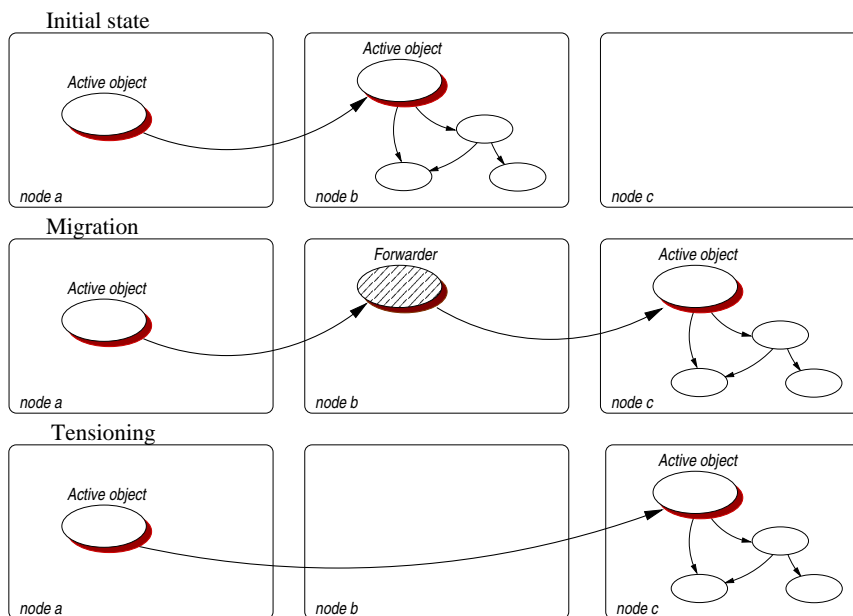 Initial state
Active object
Active object
node a
node b
node c
Migration
Active object
Forwarder
Active object
node a
node b
node c
Tensioning
Active object
Active object
node a
node b
node c